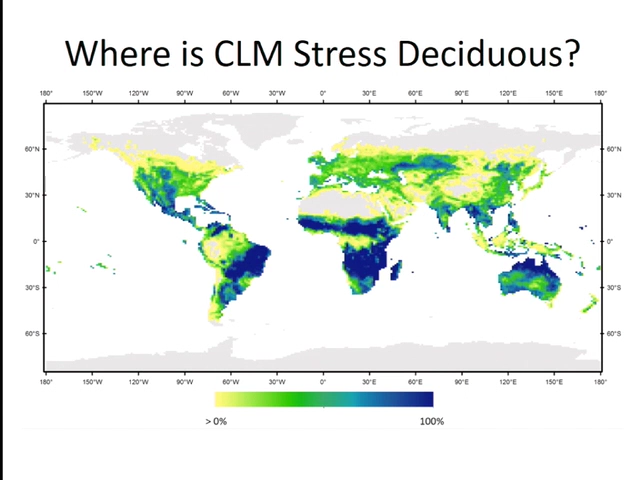 Where is CLM Stress Deciduous?
180° 150°W 120°W 90°W 60°W 30°W 0° 30°E 60°E 90°E 120°E 150°E 180°
60°N 60°N
30°N 30°N
0° 0°
30°S 30°S
60°S 60°S
180° 150°W 120°W 90°W 60°W 30°W 0° 30°E 60°E 90°E 120°E 150°E 180°
> 0% 100%